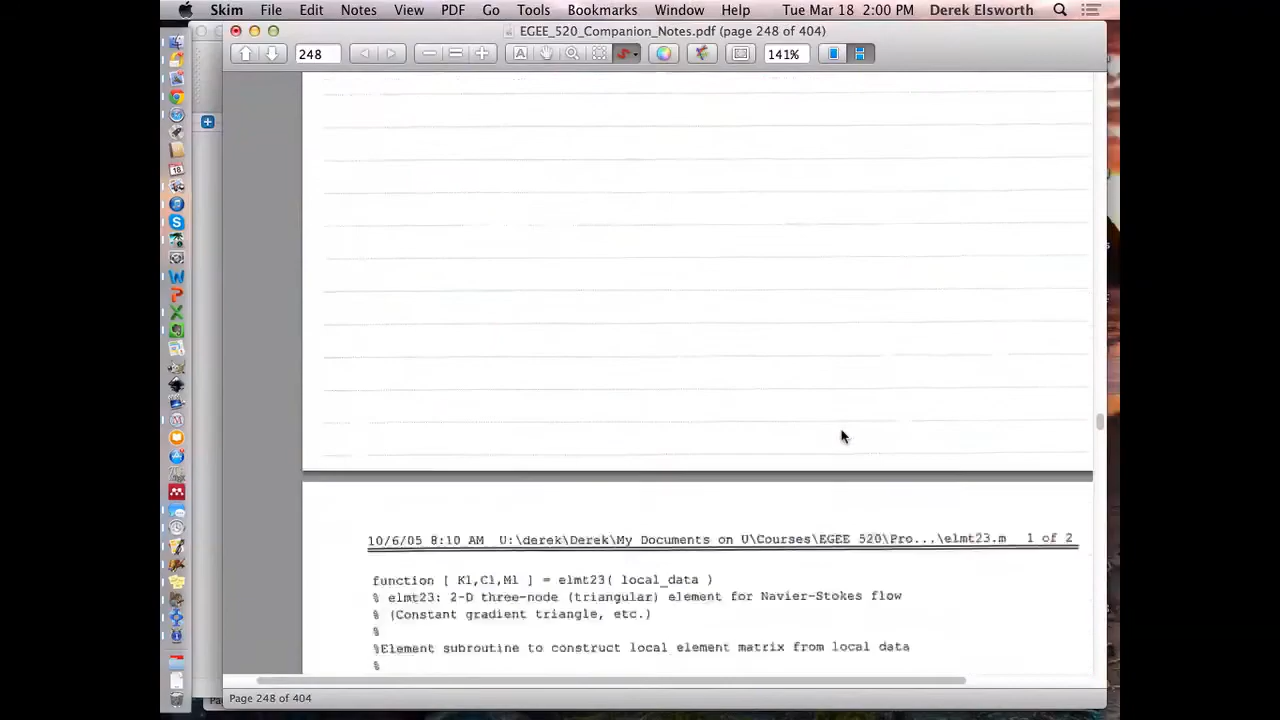 Skim File Edit Notes View PDF Go Tools Bookmarks Window Help Tue Mar 18 2:00 PM Derek Elsworth
EGEE_520_Companion_Notes.pdf (page 248 of 404)
248 141%
10/6/05 8:10 AM U:\derek\Derek\My Documents on U\Courses\EGEE 520\Pro...\elmt23.m 1 of 2
function [ Kl,Cl,Ml ] = elmt23( local_data )
% elmt23: 2-D three-node (triangular) element for Navier-Stokes flow
% (Constant gradient triangle, etc.)
%
%Element subroutine to construct local element matrix from local data
%
Page 248 of 404